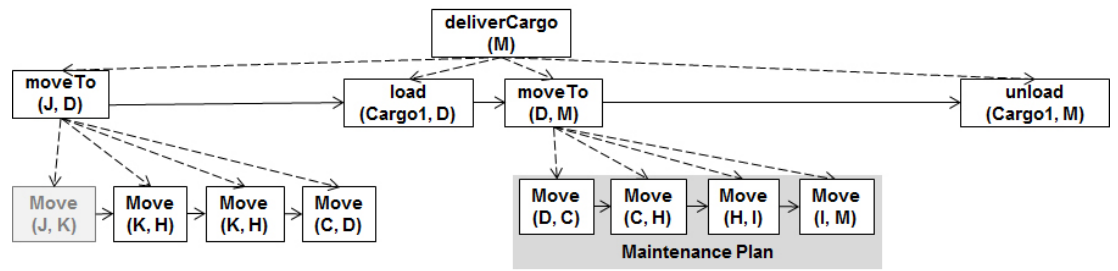 deliverCargo
(M)
moveTo
(J, D)
load
(Cargo1, D)
moveTo
(D, M)
unload
(Cargo1, M)
Move
(J, K)
Move
(K, H)
Move
(K, H)
Move
(C, D)
Move
(D, C)
Move
(C, H)
Move
(H, I)
Move
(I, M)
Maintenance Plan